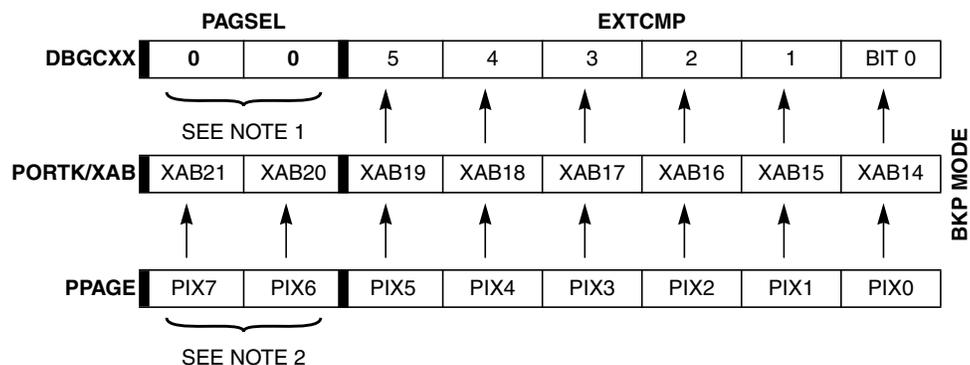 PAGSEL EXTCMP
DBGCXX 0 0 5 4 3 2 1 BIT 0
SEE NOTE 1
PORTK/XAB XAB21 XAB20 XAB19 XAB18 XAB17 XAB16 XAB15 XAB14
BKP MODE
PPAGE PIX7 PIX6 PIX5 PIX4 PIX3 PIX2 PIX1 PIX0
SEE NOTE 2